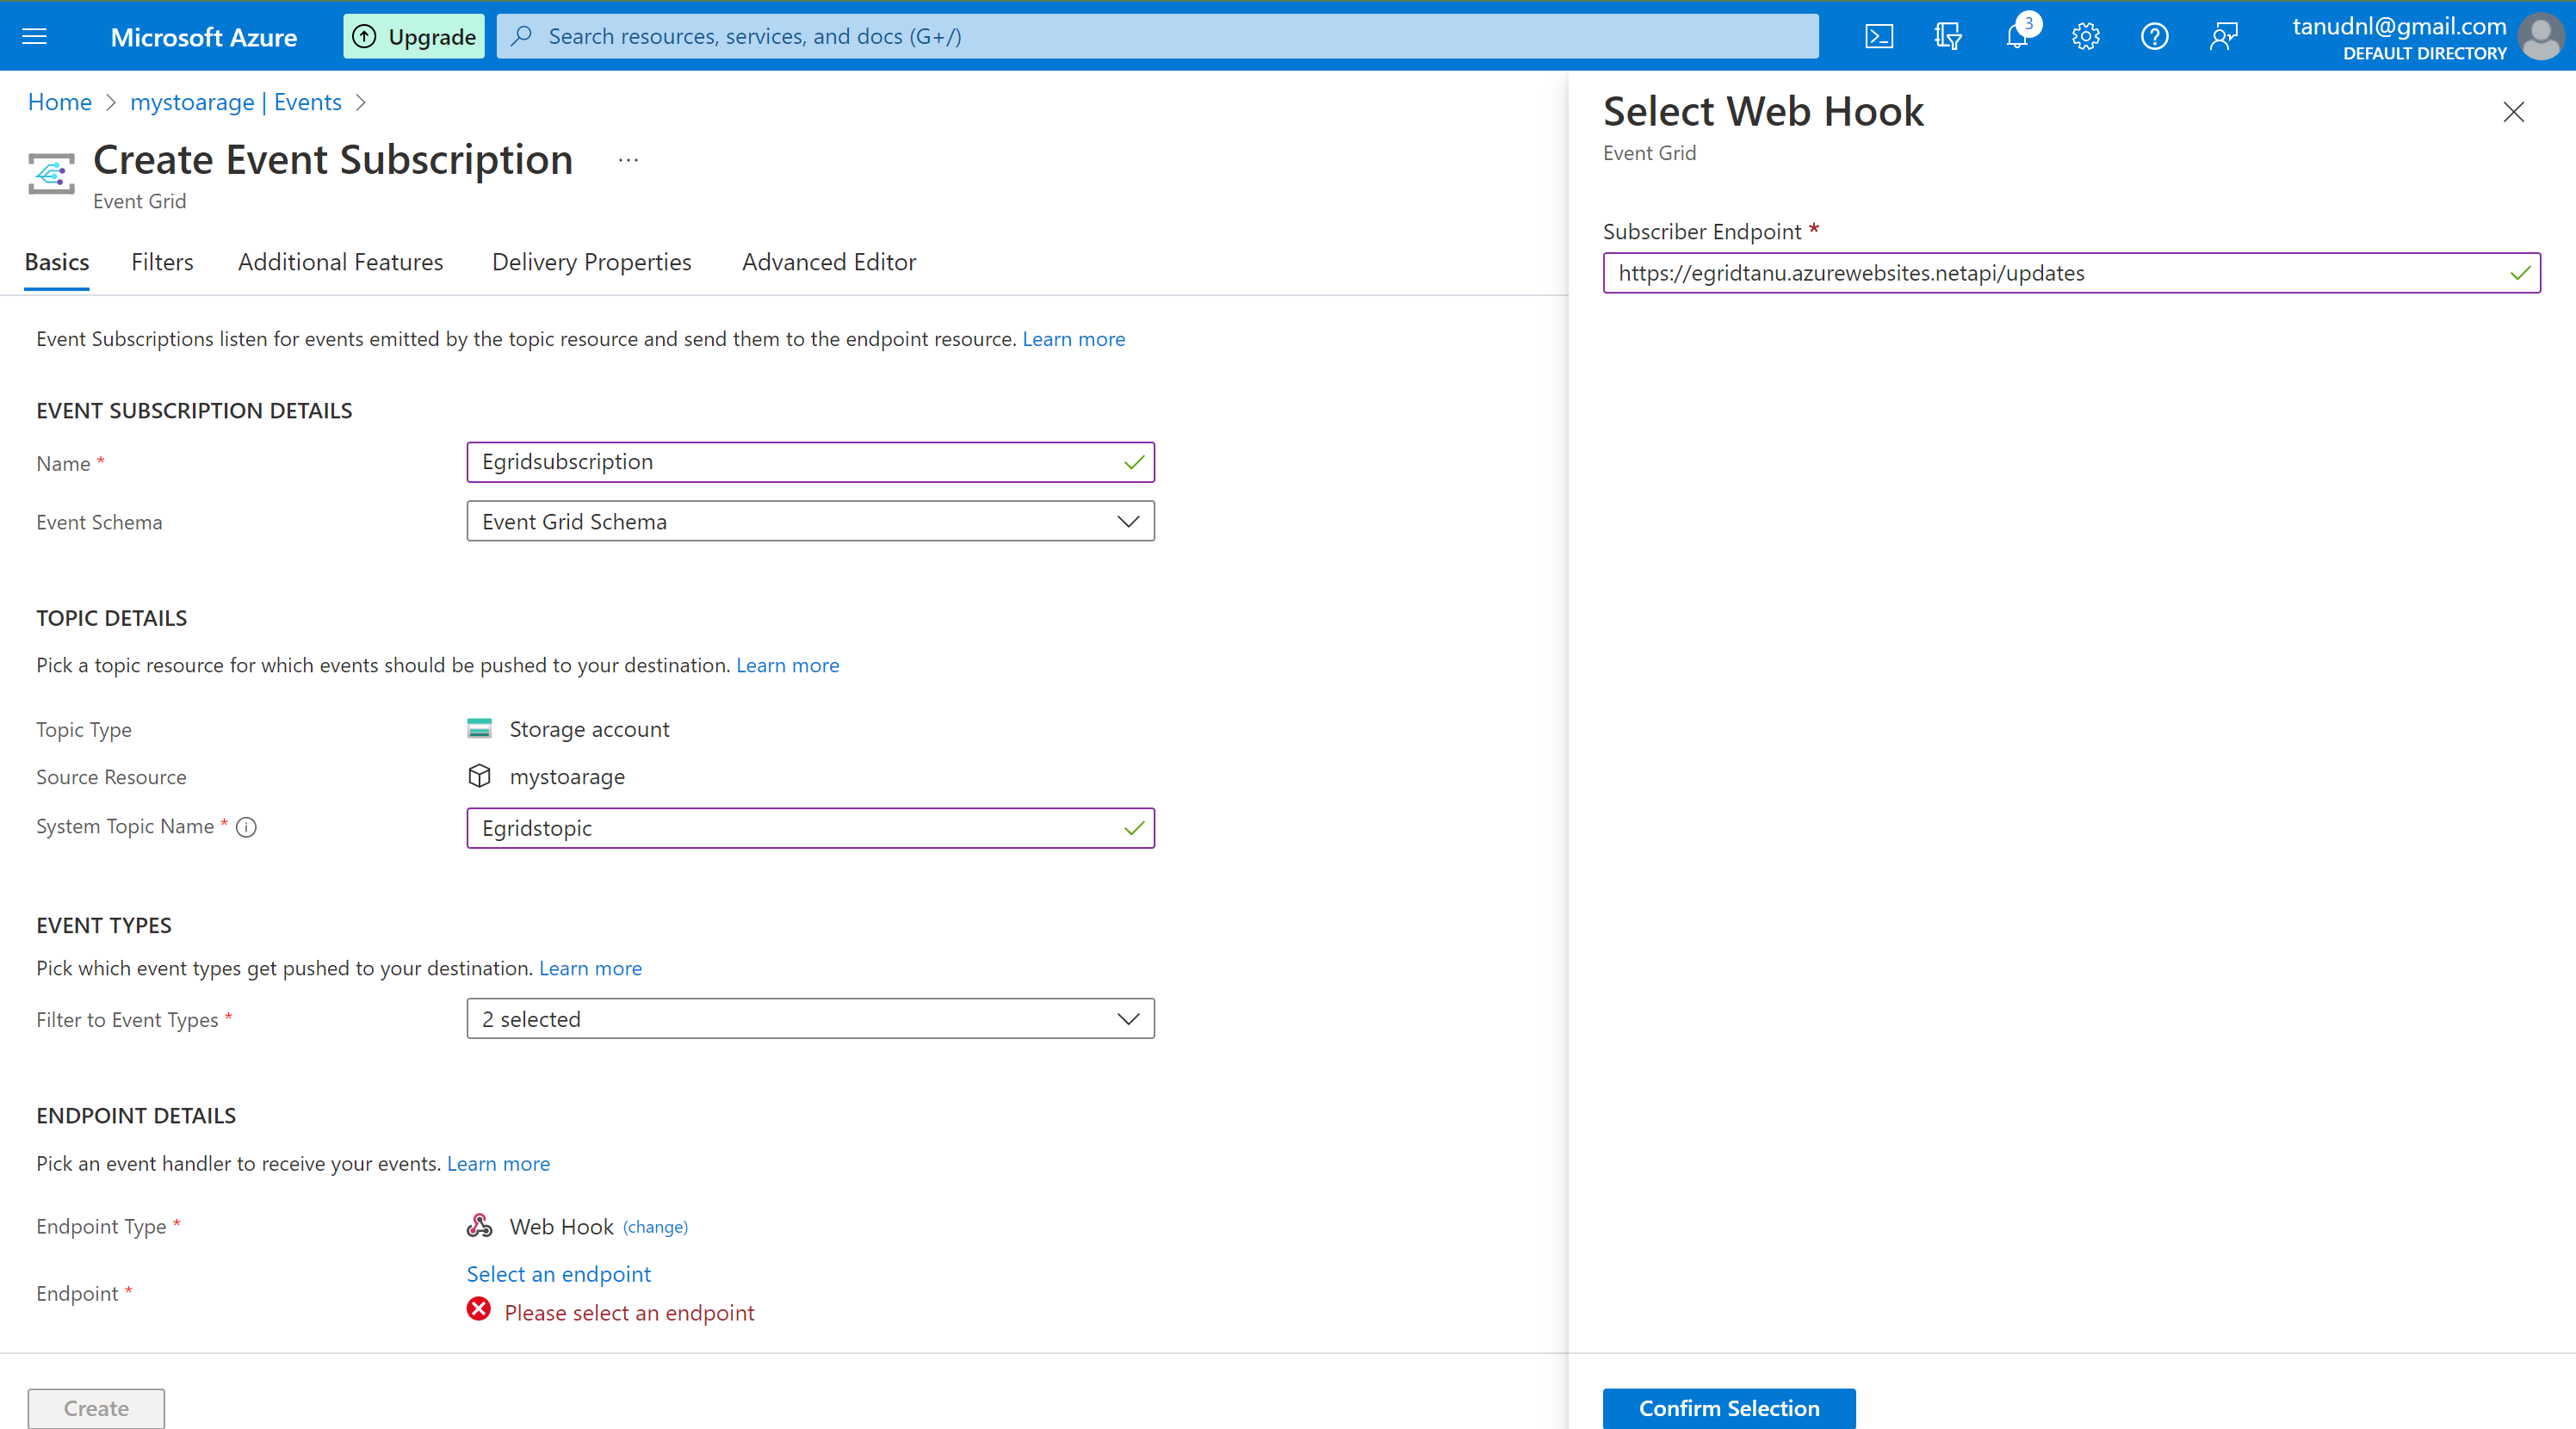 Microsoft Azure
Upgrade
Search resources, services, and docs (G+/)
3
tanudnl@gmail.com
DEFAULT DIRECTORY
Home > mystoarage | Events >
Create Event Subscription ...
Event Grid
Basics Filters Additional Features Delivery Properties Advanced Editor
Event Subscriptions listen for events emitted by the topic resource and send them to the endpoint resource. Learn more
EVENT SUBSCRIPTION DETAILS
Name * Egridsubscription
Event Schema Event Grid Schema
TOPIC DETAILS
Pick a topic resource for which events should be pushed to your destination. Learn more
Topic Type Storage account
Source Resource mystoarage
System Topic Name * Egridstopic
EVENT TYPES
Pick which event types get pushed to your destination. Learn more
Filter to Event Types * 2 selected
ENDPOINT DETAILS
Pick an event handler to receive your events. Learn more
Endpoint Type * Web Hook (change)
Select an endpoint
Endpoint *
Please select an endpoint
Create
Select Web Hook
Event Grid
Subscriber Endpoint *
https://egridtanu.azurewebsites.netapi/updates
Confirm Selection